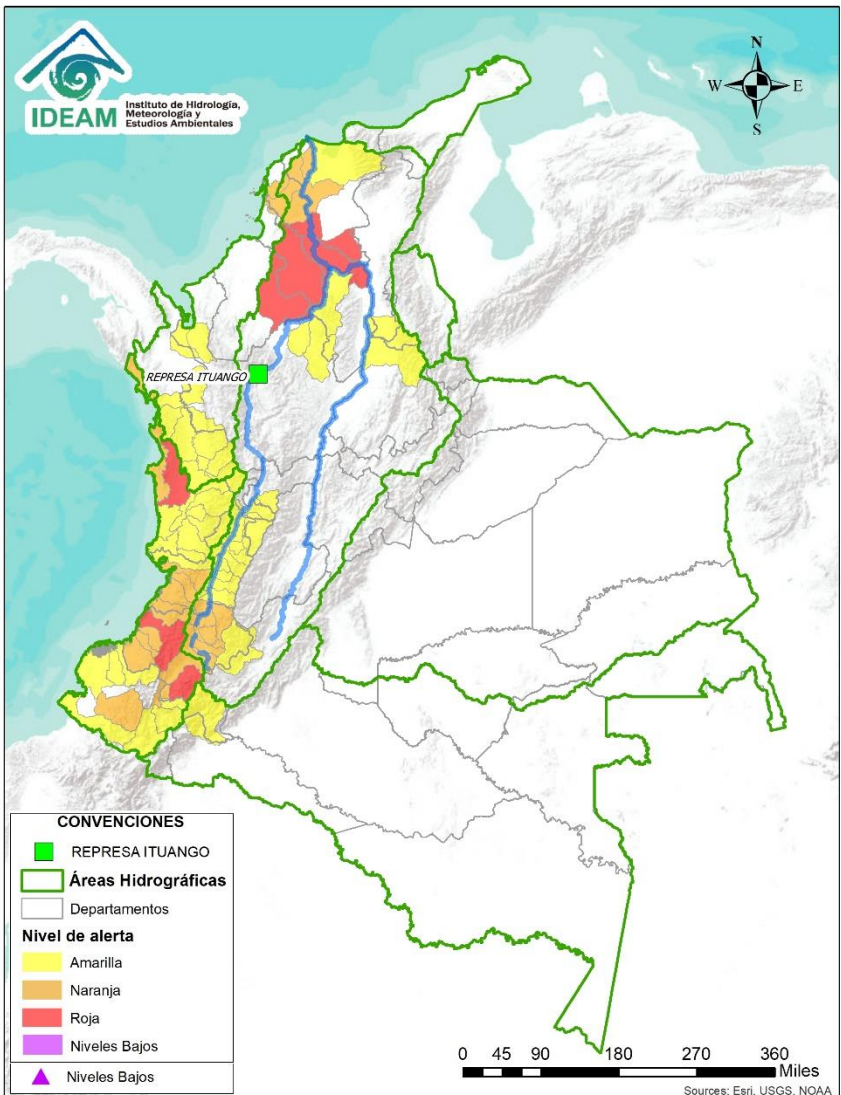 IDEAM
Instituto de Hidrología,
Meteorología y
Estudios Ambientales
N
W E
S
REPRESA ITUANGO
CONVENCIONES
REPRESA ITUANGO
Áreas Hidrográficas
Departamentos
Nivel de alerta
Amarilla
Naranja
Roja
Niveles Bajos
Niveles Bajos
0 45 90 180 270 360
Miles
Sources: Esri, USGS, NOAA